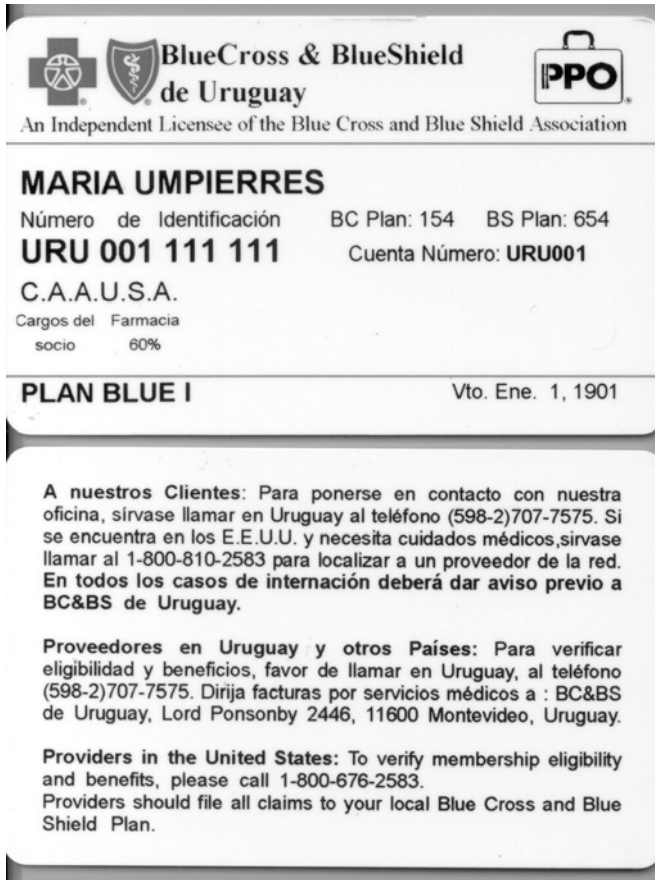 BlueCross & BlueShield
de Uruguay
PPO
An Independent Licensee of the Blue Cross and Blue Shield Association
MARIA UMPIERRES
Número de Identificación BC Plan: 154 BS Plan: 654
URU 001 111 111 Cuenta Número: URU001
C.A.A.U.S.A.
Cargos del Farmacia
socio 60%
PLAN BLUE I Vto. Ene. 1, 1901
A nuestros Clientes: Para ponerse en contacto con nuestra
oficina, sírvase llamar en Uruguay al teléfono (598-2)707-7575. Si
se encuentra en los E.E.U.U. y necesita cuidados médicos,sirvase
llamar al 1-800-810-2583 para localizar a un proveedor de la red.
En todos los casos de internación deberá dar aviso previo a
BC&BS de Uruguay.
Proveedores en Uruguay y otros Países: Para verificar
eligibilidad y beneficios, favor de llamar en Uruguay, al teléfono
(598-2)707-7575. Dirija facturas por servicios médicos a : BC&BS
de Uruguay, Lord Ponsonby 2446, 11600 Montevideo, Uruguay.
Providers in the United States: To verify membership eligibility
and benefits, please call 1-800-676-2583.
Providers should file all claims to your local Blue Cross and Blue
Shield Plan.